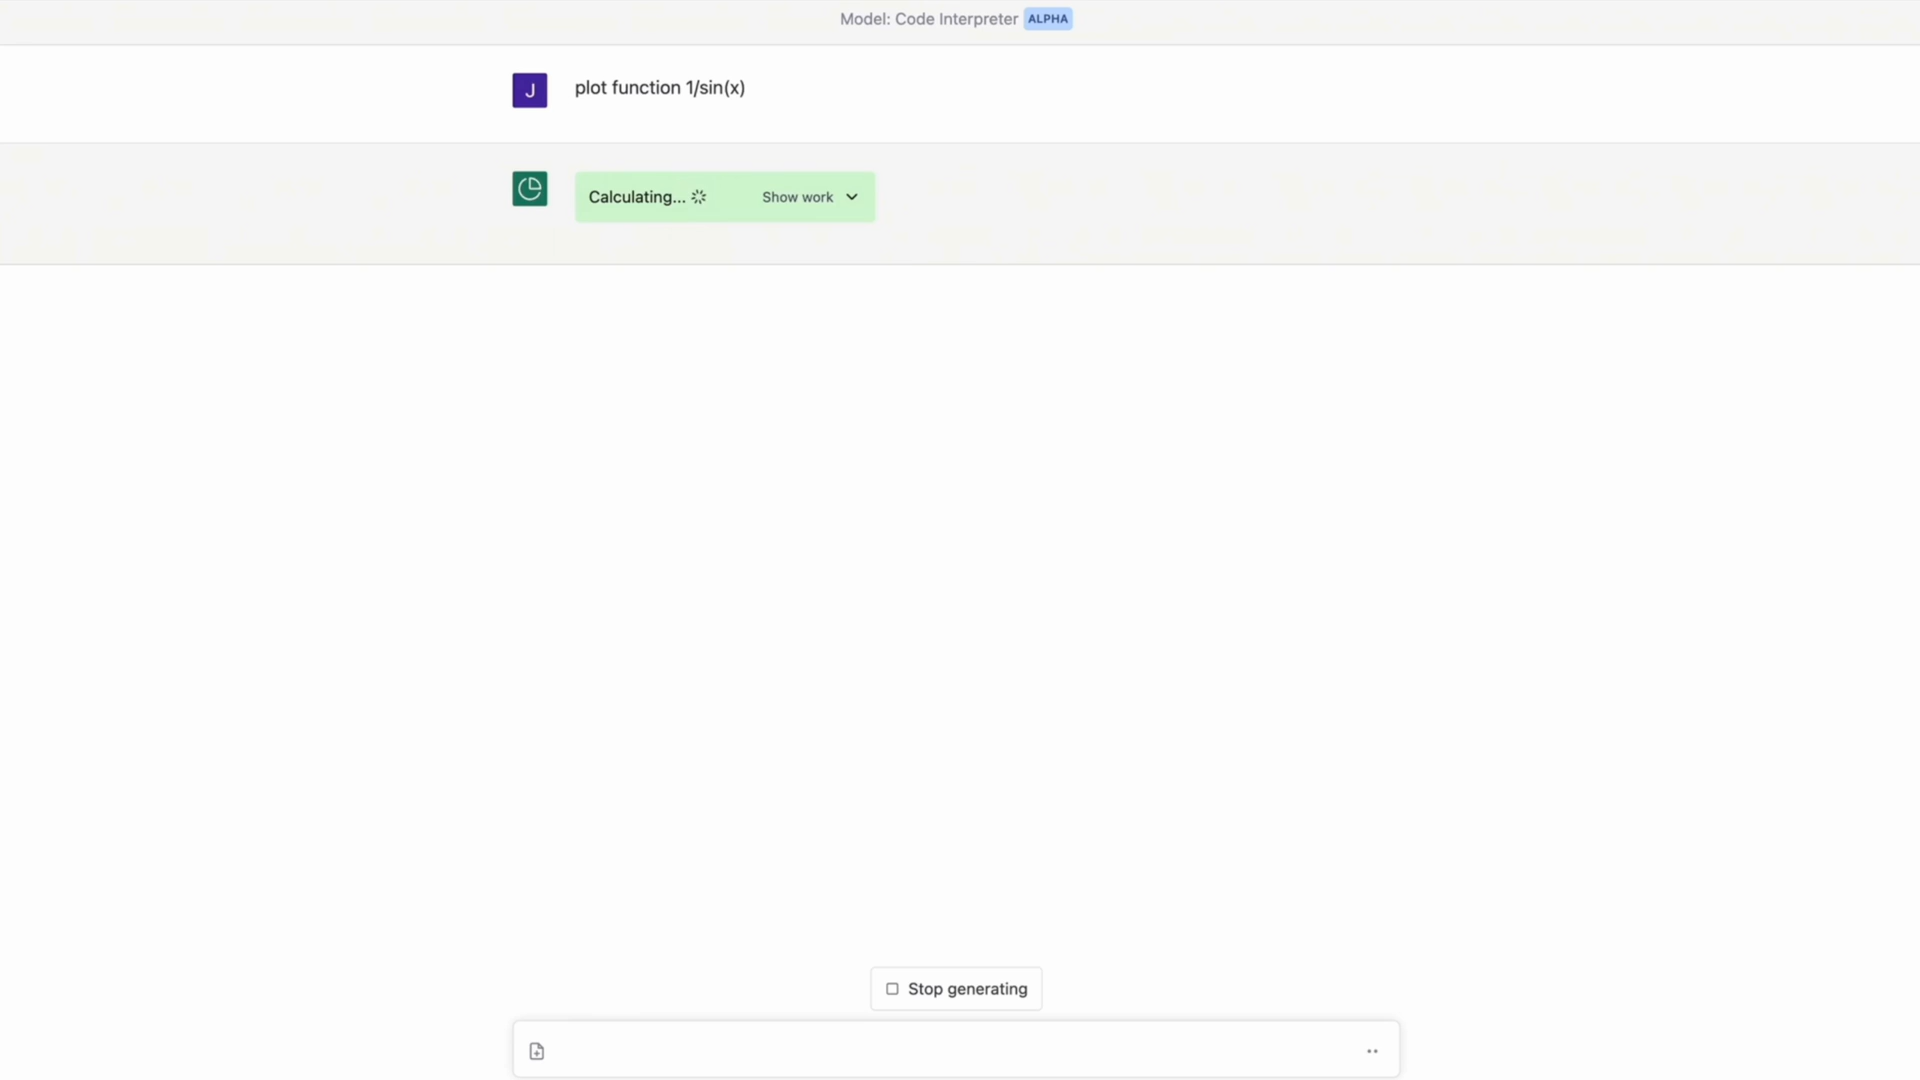 Model: Code Interpreter ALPHA
J plot function 1/sin(x)
Calculating... Show work
Stop generating